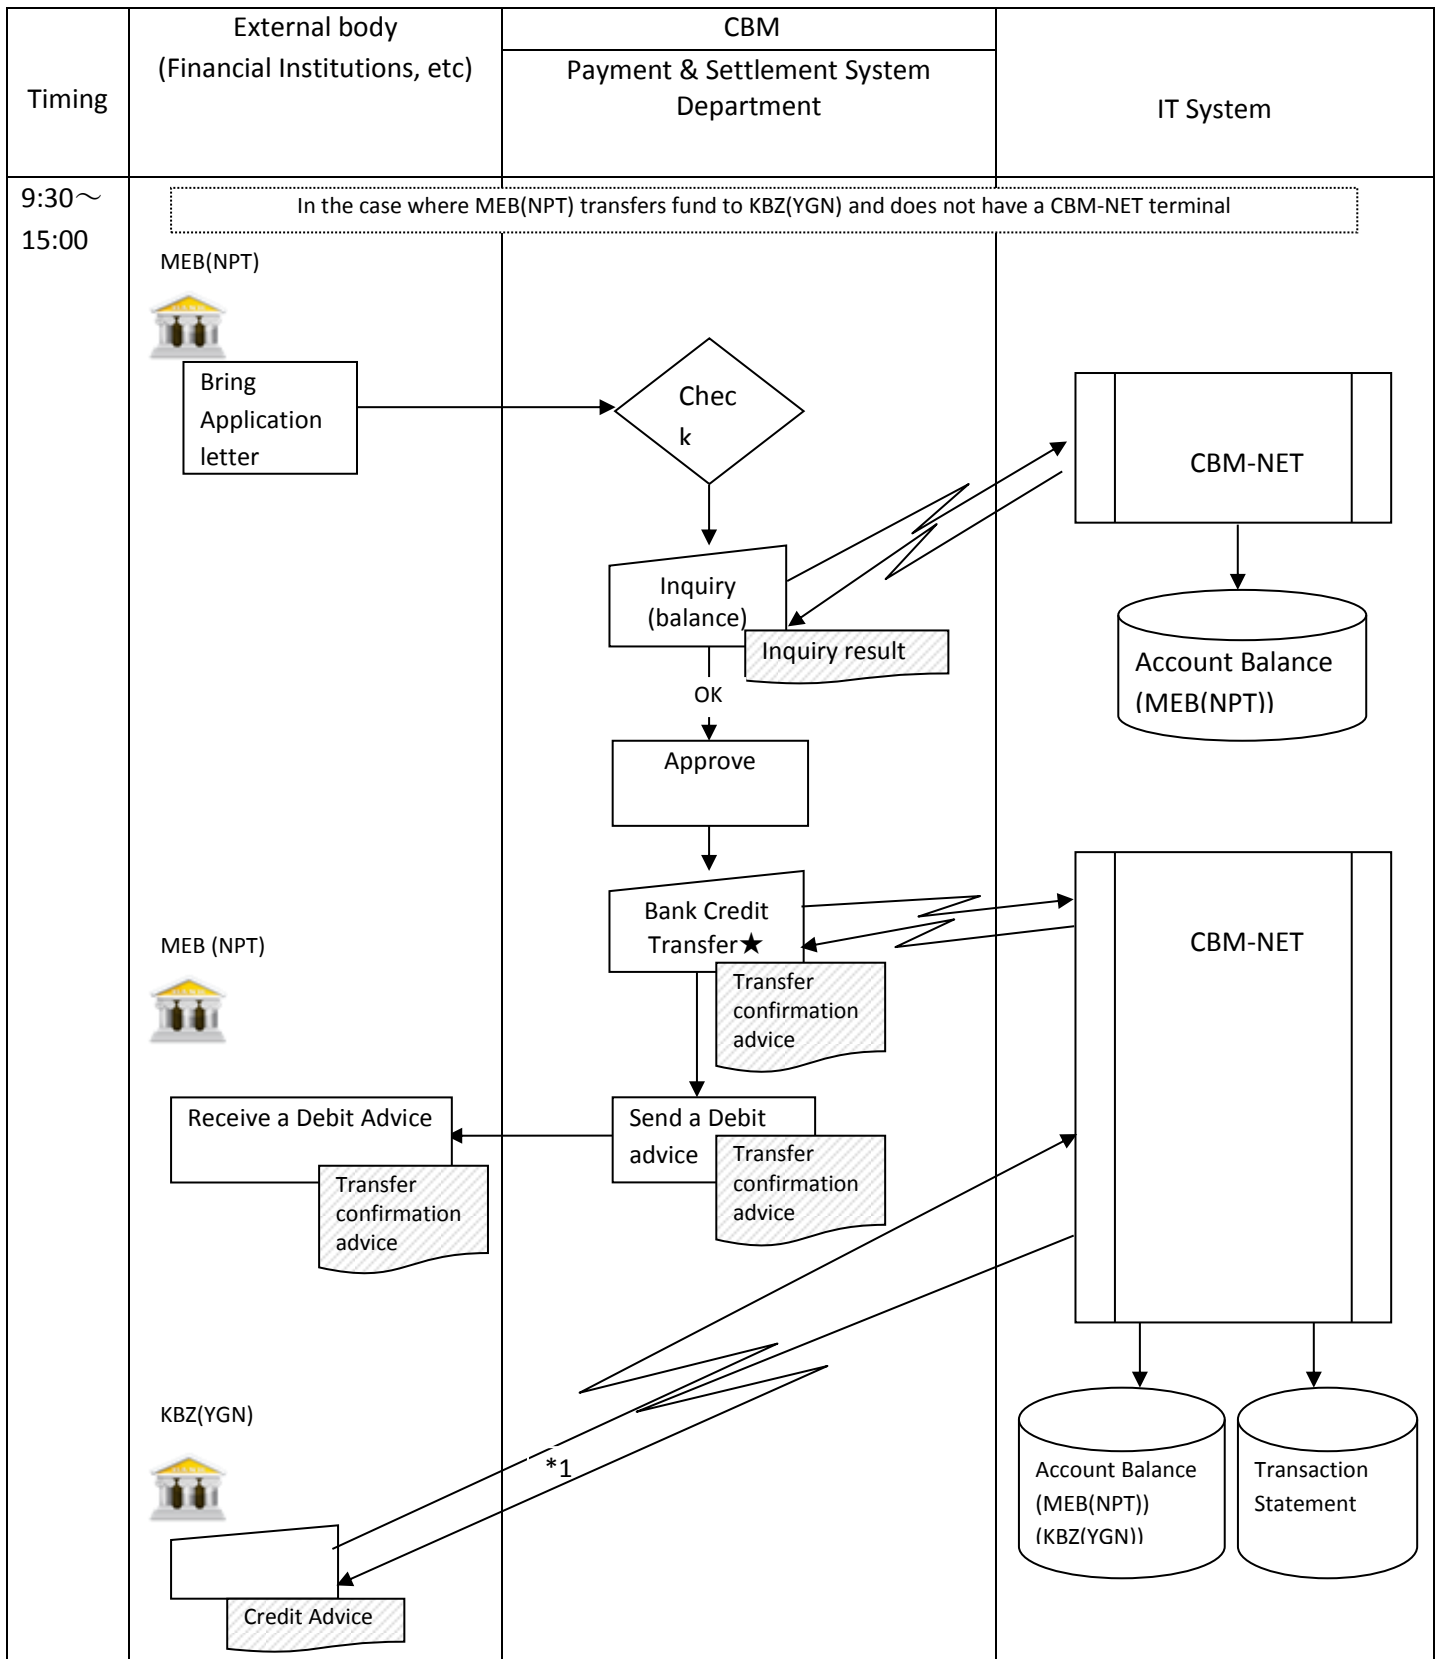 Timing
External body
(Financial Institutions, etc)
CBM
Payment & Settlement System
Department
IT System
9:30～
15:00
In the case where MEB(NPT) transfers fund to KBZ(YGN) and does not have a CBM-NET terminal
MEB(NPT)
Bring
Application
letter
Chec
k
CBM-NET
Inquiry
(balance)
Inquiry result
OK
Account Balance
(MEB(NPT))
Approve
Bank Credit
Transfer★
CBM-NET
MEB (NPT)
Transfer
confirmation
advice
Receive a Debit Advice
Send a Debit
advice
Transfer
confirmation
advice
Transfer
confirmation
advice
KBZ(YGN)
*1
Account Balance
(MEB(NPT))
(KBZ(YGN))
Transaction
Statement
Credit Advice